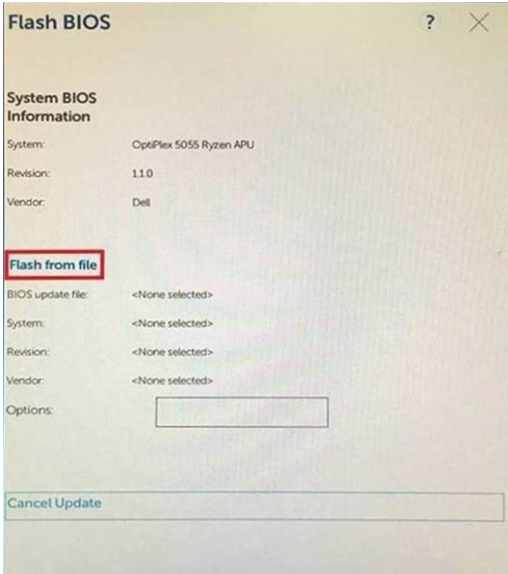 Flash BIOS ?
System BIOS
Information
System: OptiPlex 5055 Ryzen APU
Revision: 1.1.0
Vendor: Dell
Flash from file
BIOS update file: <None selected>
System: <None selected>
Revision: <None selected>
Vendor: <None selected>
Options:
Cancel Update